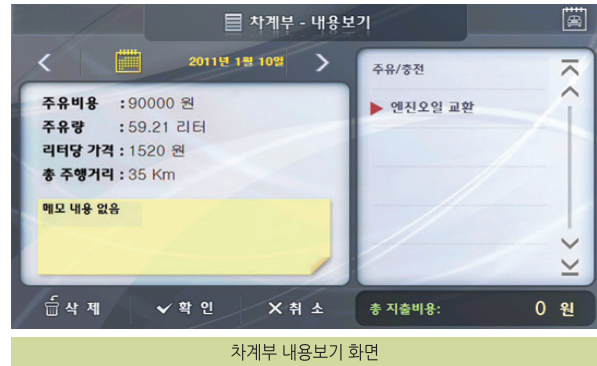 차계부 - 내용보기
2011년 1월 10일
주유비용 : 90000 원
주유량 : 59.21 리터
리터당 가격 : 1520 원
총 주행거리 : 35 Km
메모 내용 없음
주유/충전
엔진오일 교환
삭 제
확 인
취 소
총 지출비용: 0 원
차계부 내용보기 화면